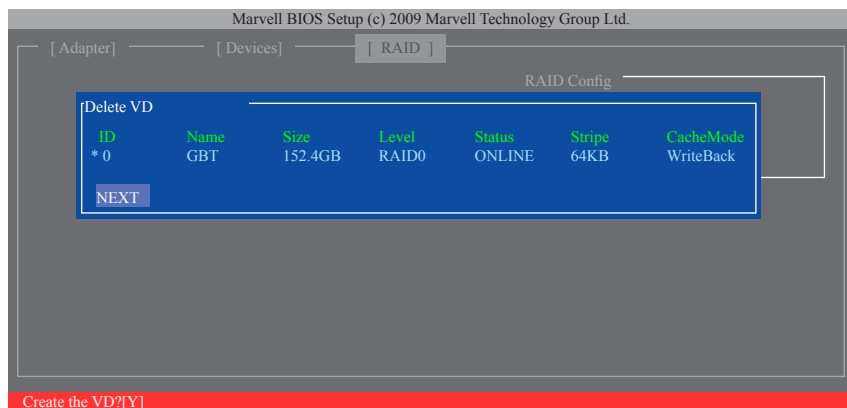 Marvell BIOS Setup (c) 2009 Marvell Technology Group Ltd.
[ Adapter] [ Devices] [ RAID ]
RAID Config
Delete VD
ID Name Size Level Status Stripe CacheMode
* 0 GBT 152.4GB RAID0 ONLINE 64KB WriteBack
NEXT
Create the VD?[Y]